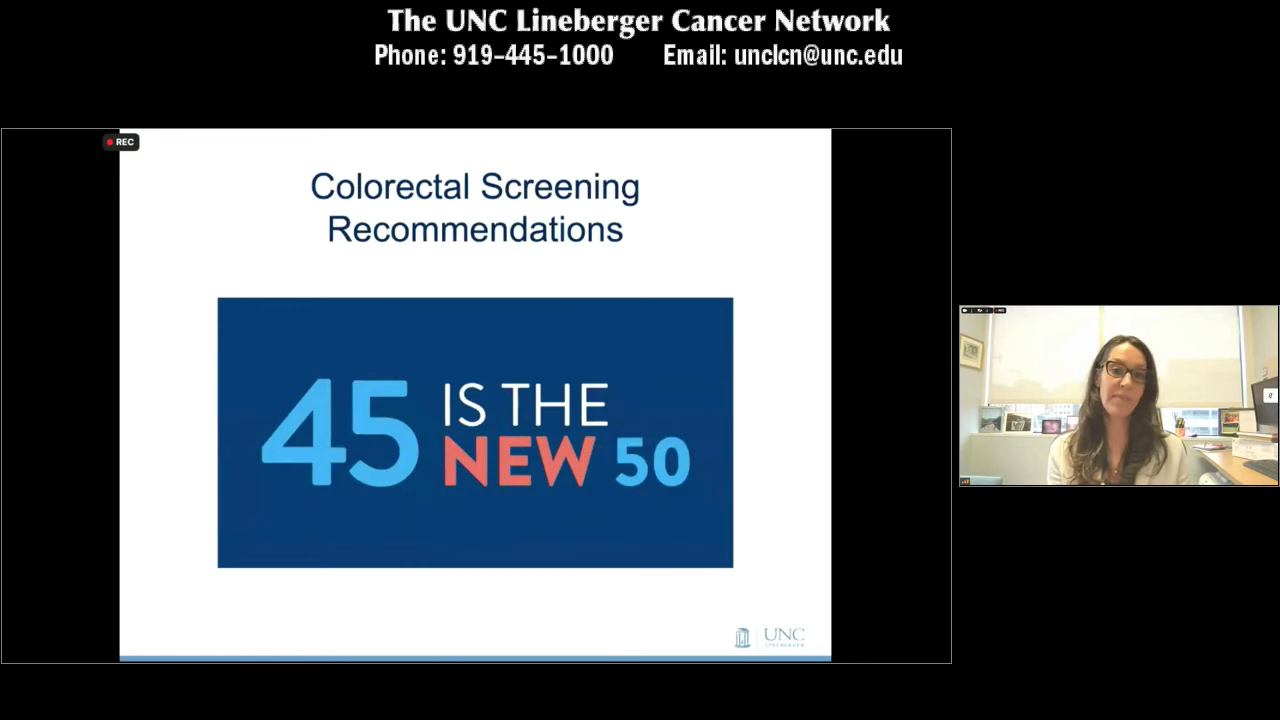 The UNC Lineberger Cancer Network
Phone: 919-445-1000 Email: unclcn@unc.edu
REC
Colorectal Screening
Recommendations
45 IS THE
NEW 50
UNC
LINEBERGER